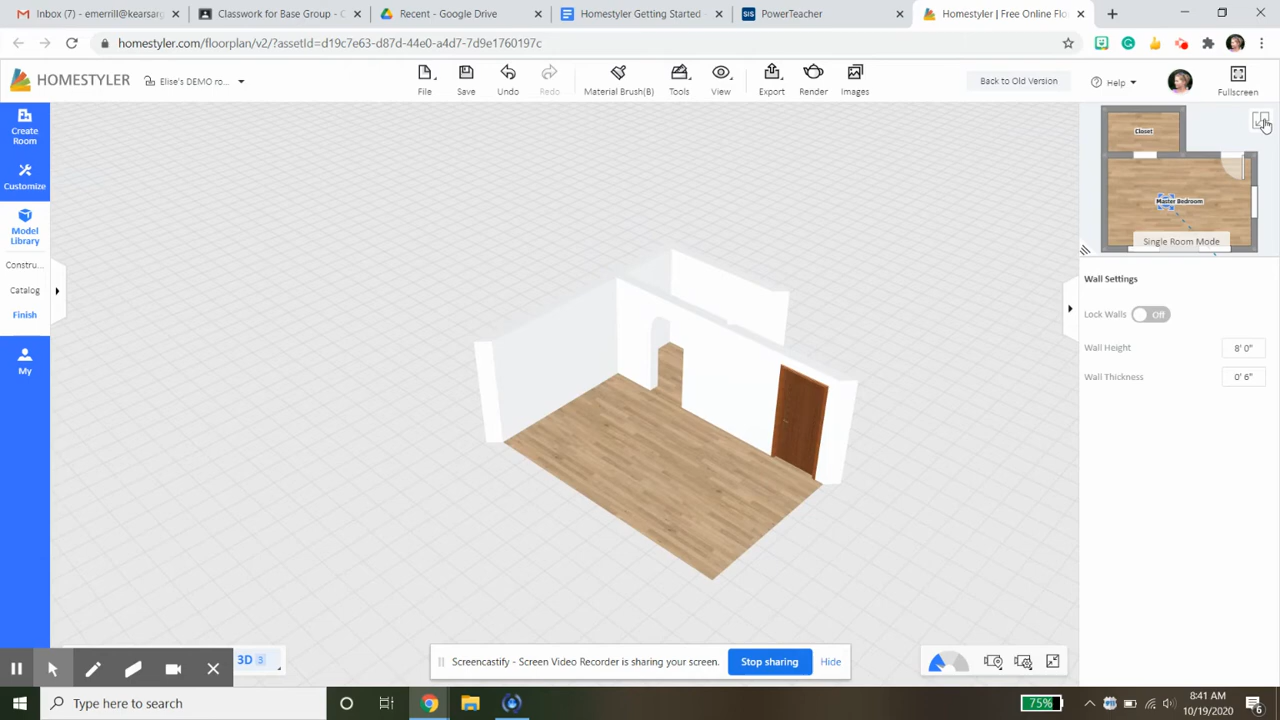 Inbox (7) - emerrill@kearsarg
Classwork for Basegroup - C
Recent - Google Drive
Homestyler Getting Started -
SIS PowerTeacher
Homestyler | Free Online Flo
homestyler.com/floorplan/v2/?assetId=d19c7e63-d87d-44d5-a4d7-7d9e1760197c
HOMESTYLER
Elise's DEMO ro...
File
Save
Undo
Redo
Material Brush(B)
Tools
View
Export
Render
Images
Back to Old Version
Help
Fullscreen
Create
Room
Customize
Model
Library
Constru...
Catalog
Finish
My
Closet
Master Bedroom
Single Room Mode
Wall Settings
Lock Walls Off
Wall Height 8' 0"
Wall Thickness 0' 6"
3D 3
Screencastify - Screen Video Recorder is sharing your screen.
Stop sharing
Hide
Type here to search
75%
8:41 AM
10/19/2020
6